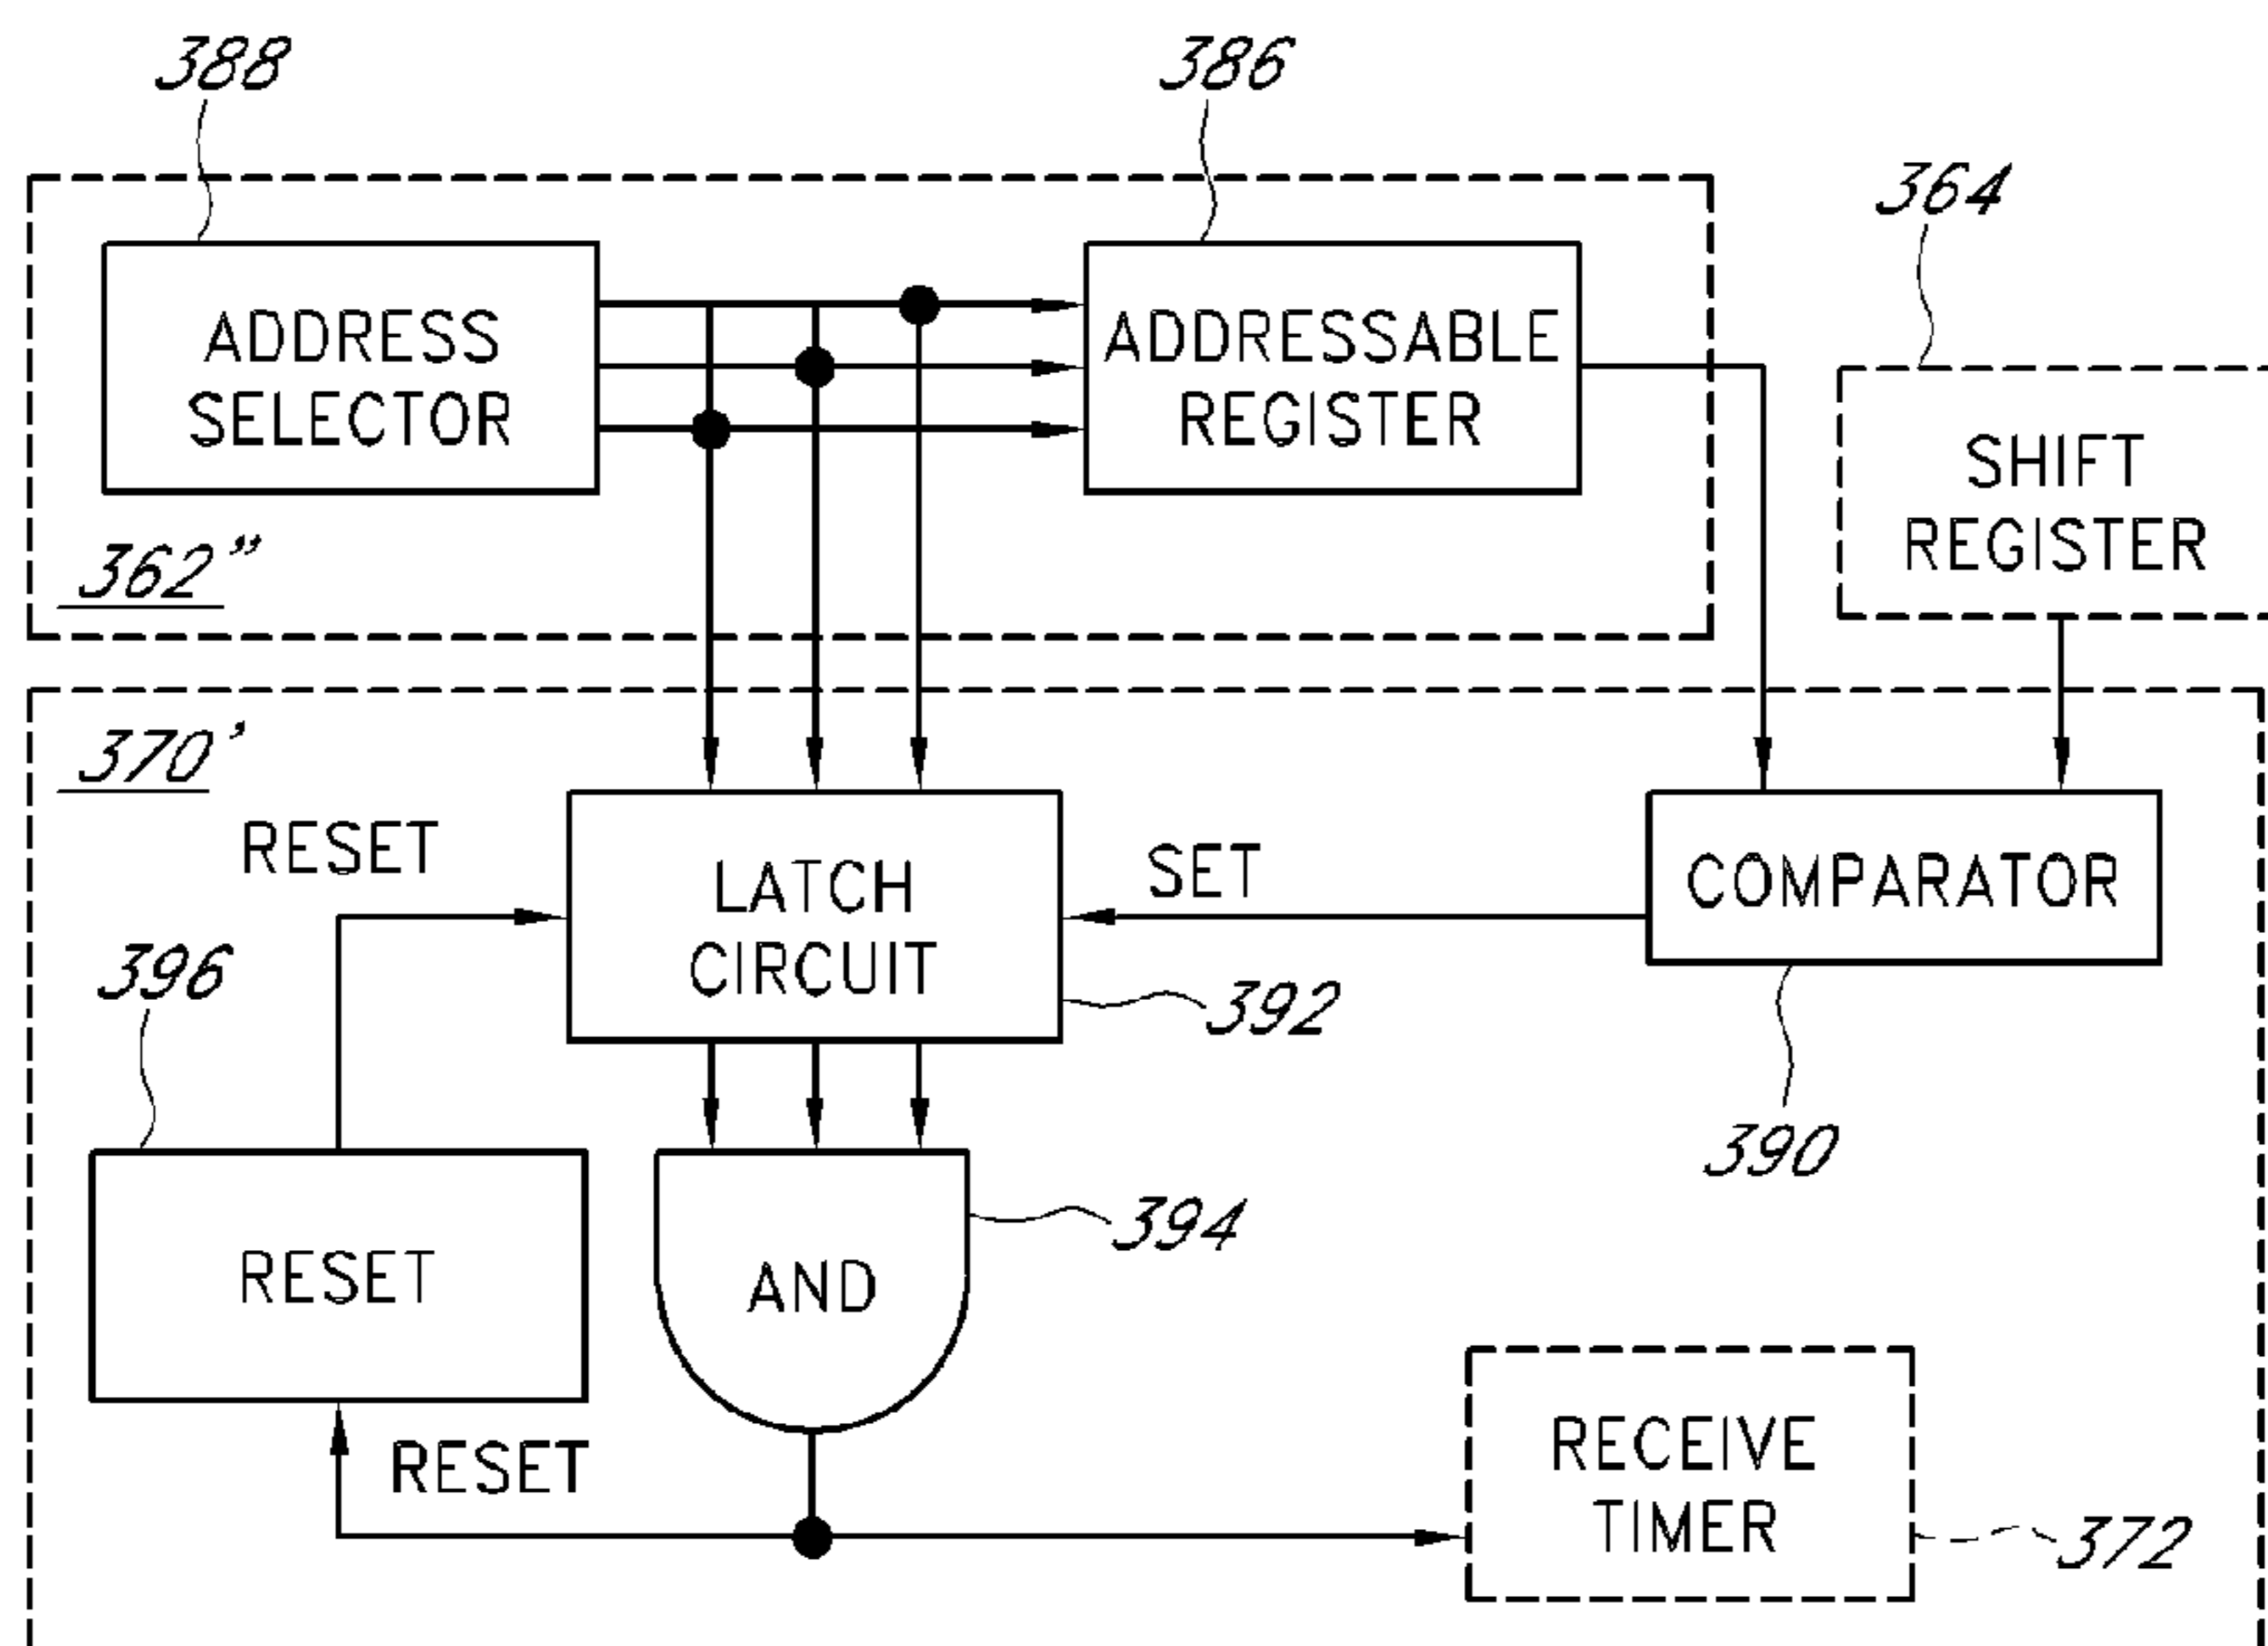 388
386
364
ADDRESS
SELECTOR
ADDRESSABLE
REGISTER
SHIFT
REGISTER
362”
370’
RESET
LATCH
CIRCUIT
SET
COMPARATOR
396
392
390
394
RESET
AND
RESET
RECEIVE
TIMER
372